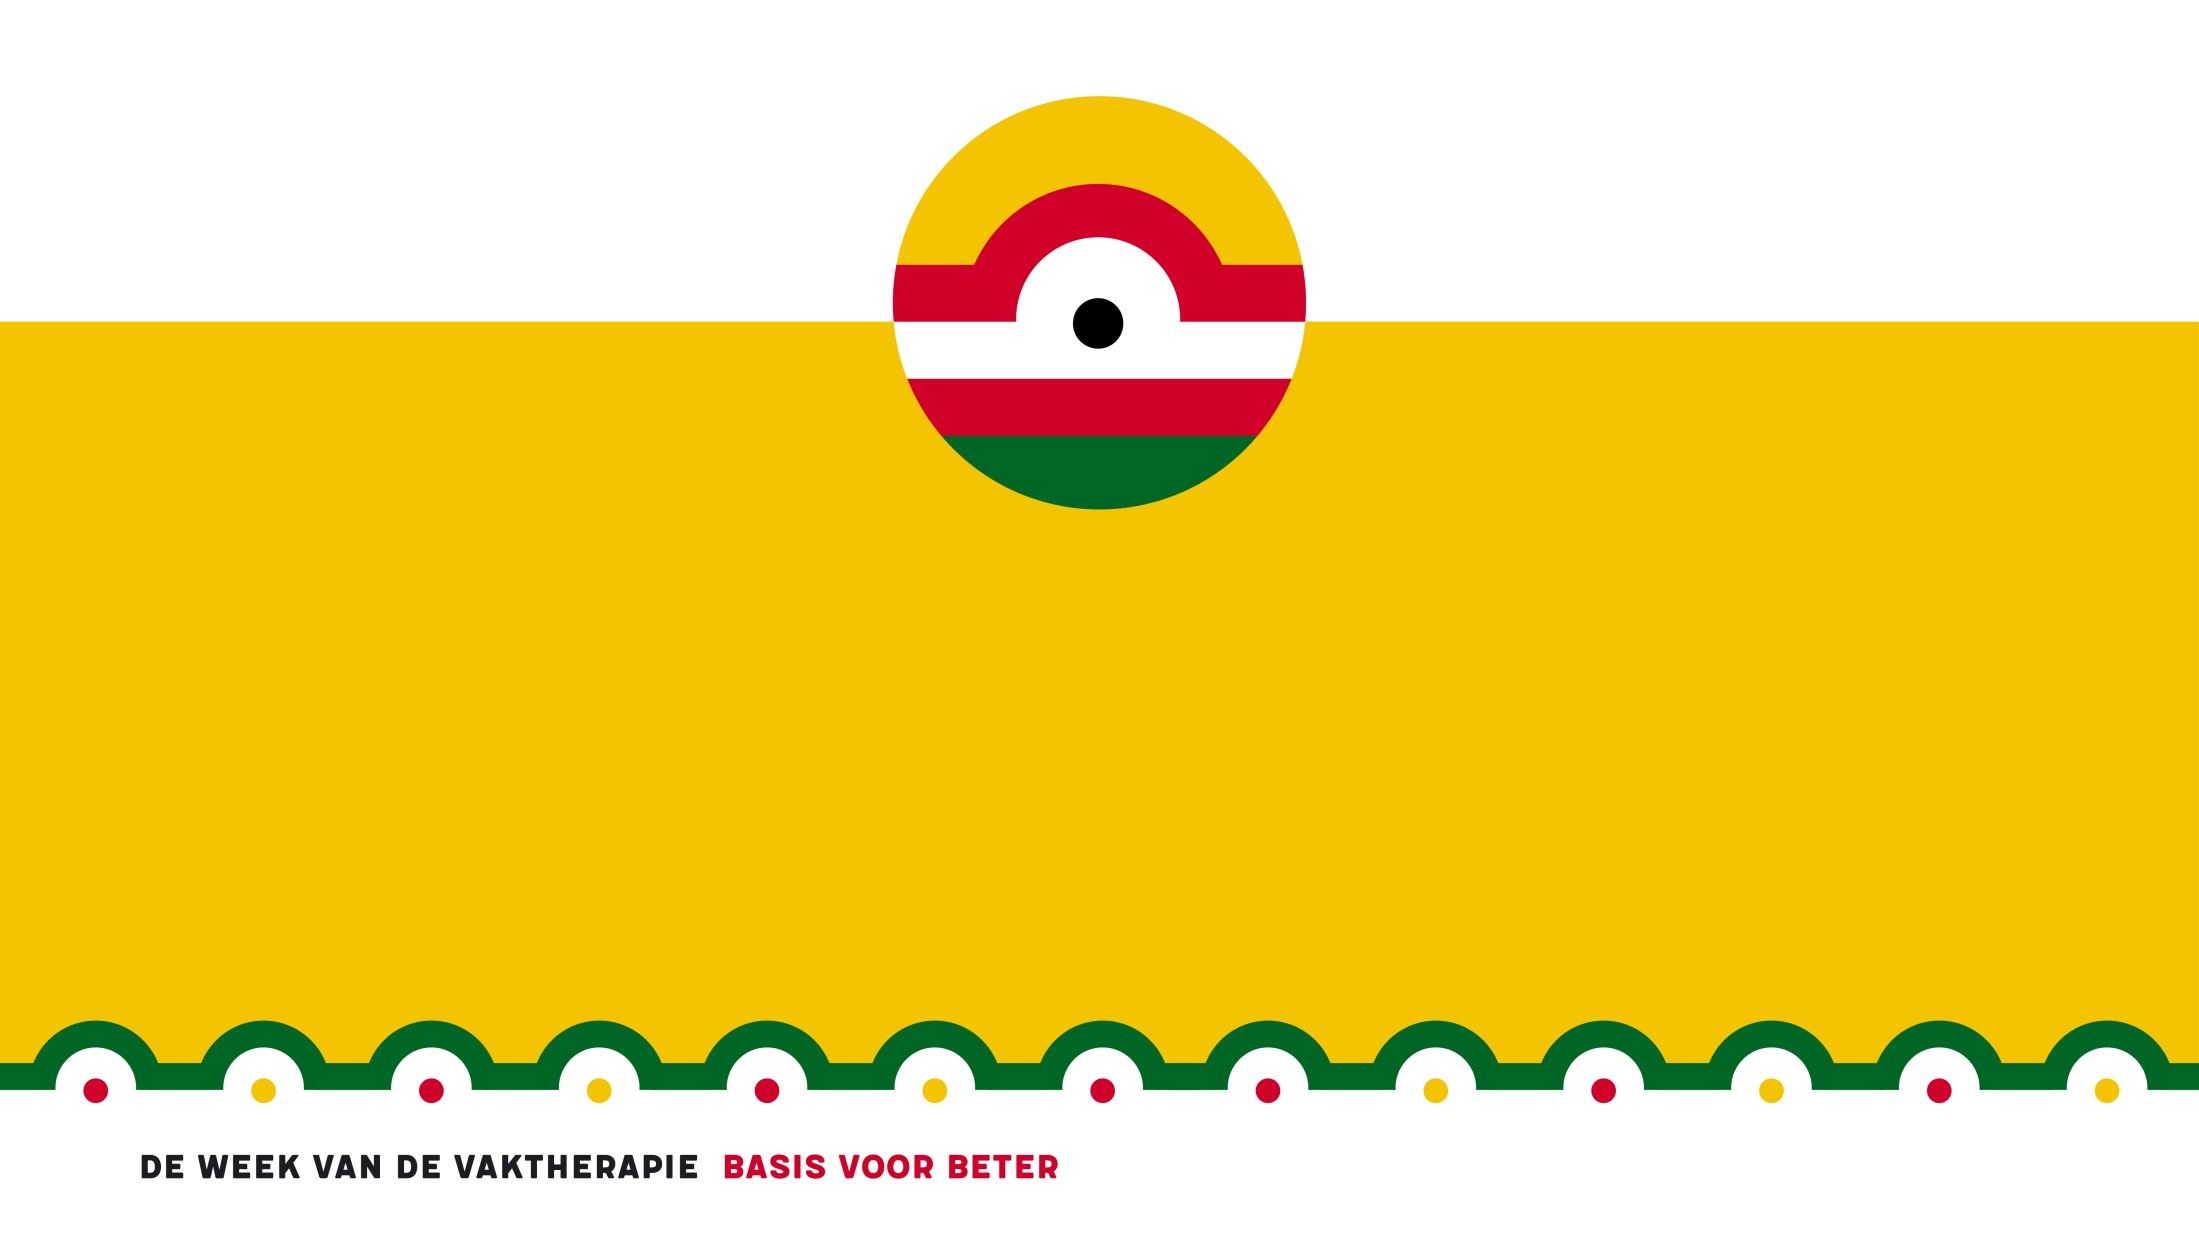 DE WEEK VAN DE VAKTHERAPIE BASIS VOOR BETER